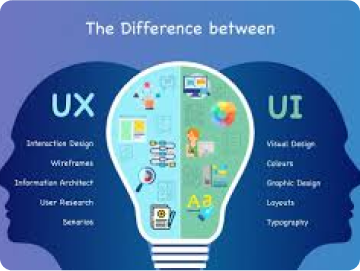 The Difference between
UX
Interaction Design
Wireframes
Information Architect
User Research
Senarios
Aa
UI
Visual Design
Colours
Graphic Design
Layouts
Typography